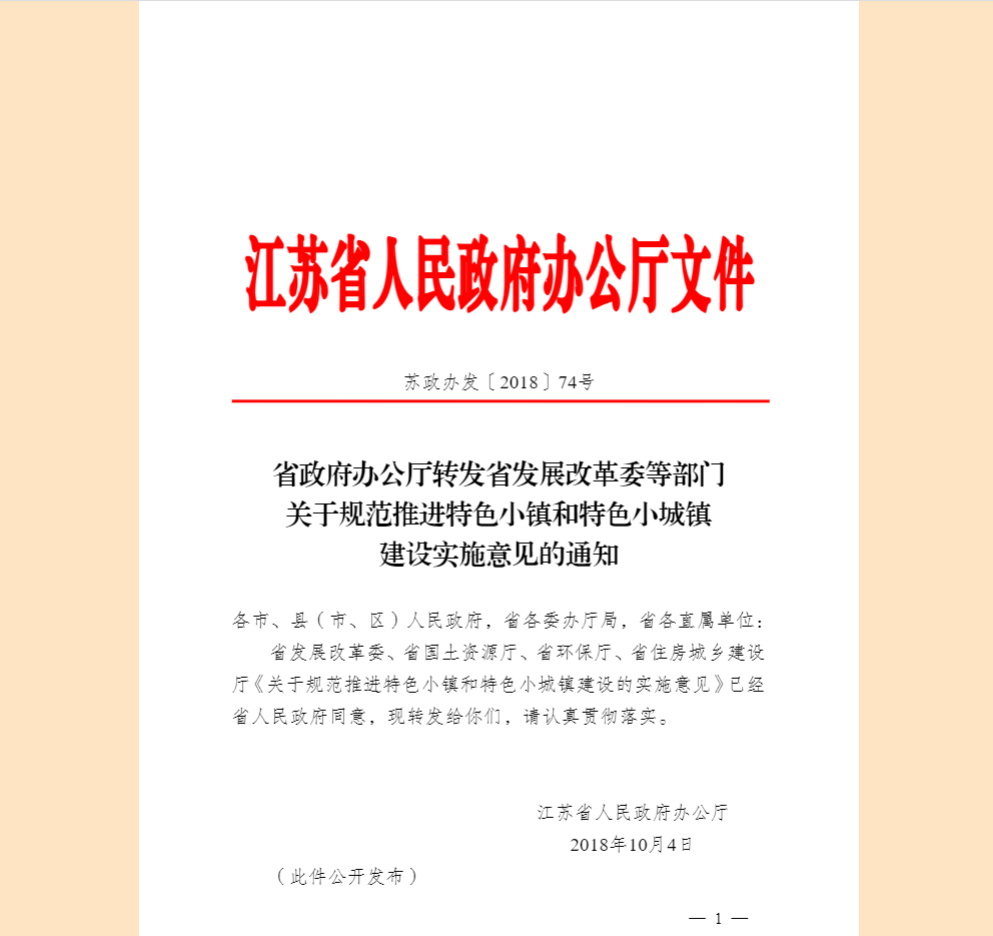 江苏省人民政府办公厅文件
苏政办发〔2018〕74号
省政府办公厅转发省发展改革委等部门
关于规范推进特色小镇和特色小城镇
建设实施意见的通知
各市、县（市、区）人民政府，省各委办厅局，省各直属单位：
省发展改革委、省国土资源厅、省环保厅、省住房城乡建设
厅《关于规范推进特色小镇和特色小城镇建设的实施意见》已经
省人民政府同意，现转发给你们，请认真贯彻落实。
江苏省人民政府办公厅
2018年10月4日
（此件公开发布）
— 1 —